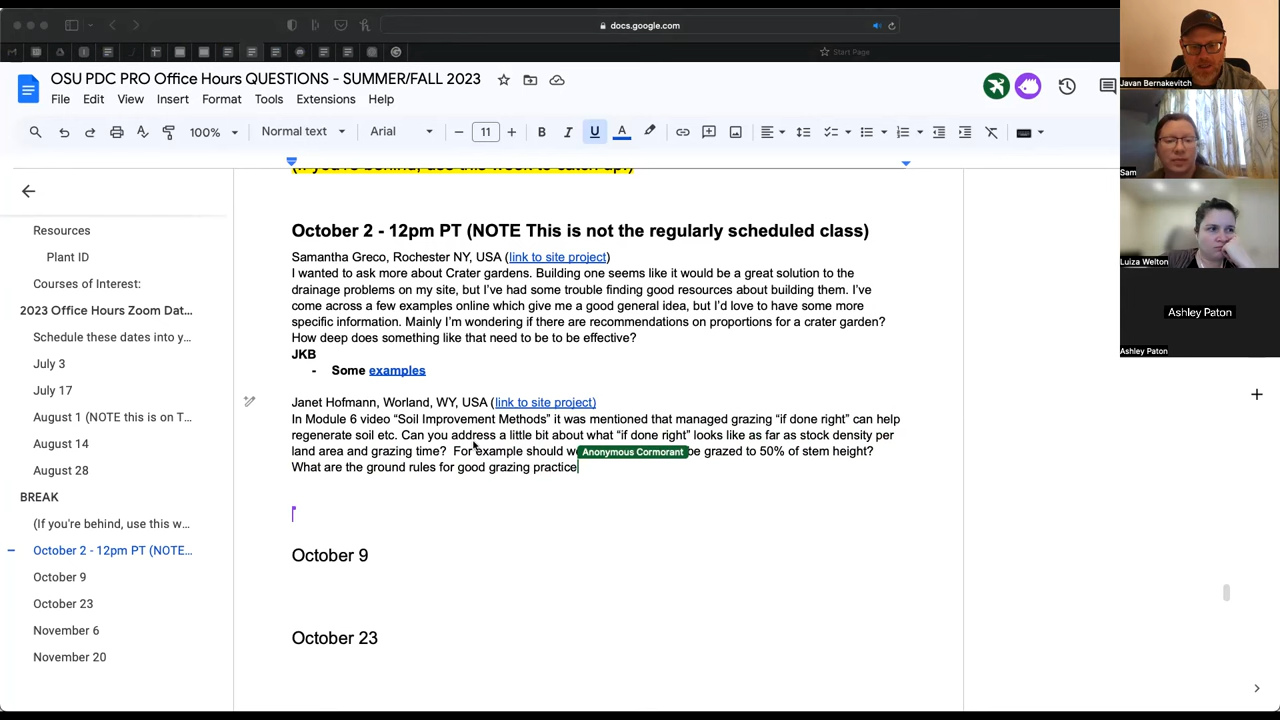 docs.google.com
Start Page
OSU PDC PRO Office Hours QUESTIONS - SUMMER/FALL 2023
File Edit View Insert Format Tools Extensions Help
100% Normal text Arial 11
(If you're behind, use this week to catch up!)
Resources
Plant ID
Courses of Interest:
2023 Office Hours Zoom Dat...
Schedule these dates into y...
July 3
July 17
August 1 (NOTE this is on T...
August 14
August 28
BREAK
(If you're behind, use this w...
October 2 - 12pm PT (NOTE...
October 9
October 23
November 6
November 20
October 2 - 12pm PT (NOTE This is not the regularly scheduled class)
Samantha Greco, Rochester NY, USA (link to site project)
I wanted to ask more about Crater gardens. Building one seems like it would be a great solution to the
drainage problems on my site, but I've had some trouble finding good resources about building them. I've
come across a few examples online which give me a good general idea, but I'd love to have some more
specific information. Mainly I'm wondering if there are recommendations on proportions for a crater garden?
How deep does something like that need to be to be effective?
JKB
- Some examples
Janet Hofmann, Worland, WY, USA (link to site project)
In Module 6 video “Soil Improvement Methods” it was mentioned that managed grazing “if done right” can help
regenerate soil etc. Can you address a little bit about what “if done right” looks like as far as stock density per
land area and grazing time? For example should w Anonymous Cormorant be grazed to 50% of stem height?
What are the ground rules for good grazing practice
October 9
October 23
Javan Bernakevitch
Sam
Luiza Welton
Ashley Paton
Ashley Paton